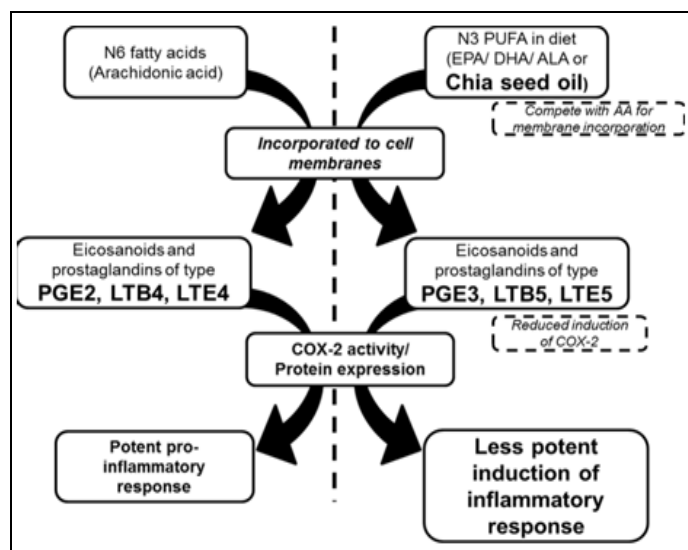 N6 fatty acids
(Arachidonic acid)
N3 PUFA in diet
(EPA/ DHA/ ALA or
Chia seed oil)
Compete with AA for
membrane incorporation
Incorporated to cell
membranes
Eicosanoids and
prostaglandins of type
PGE2, LTB4, LTE4
Eicosanoids and
prostaglandins of type
PGE3, LTB5, LTE5
Reduced induction
of COX-2
COX-2 activity/
Protein expression
Potent pro-
inflammatory
response
Less potent
induction of
inflammatory
response